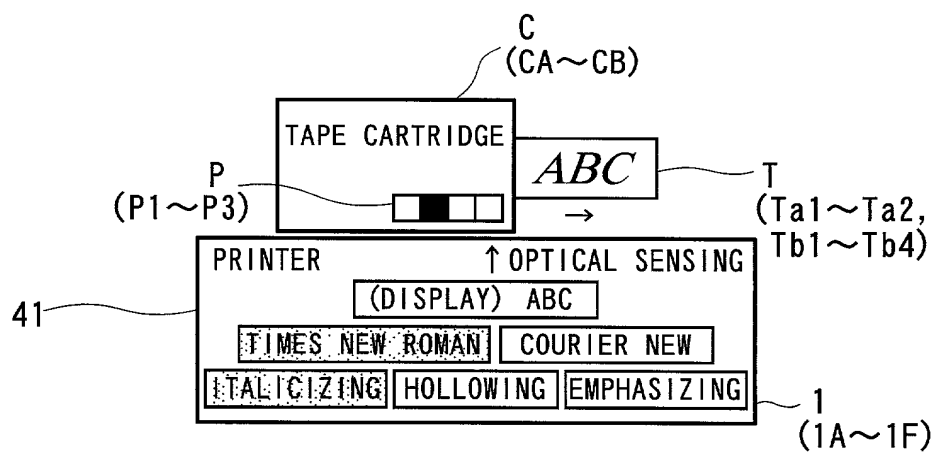 C
(CA～CB)
TAPE CARTRIDGE
ABC
P
(P1～P3)
→
T
(Ta1～Ta2,
Tb1～Tb4)
PRINTER ↑OPTICAL SENSING
(DISPLAY) ABC
41
TIMES NEW ROMAN COURIER NEW
ITALICIZING HOLLOWING EMPHASIZING
1
(1A～1F)